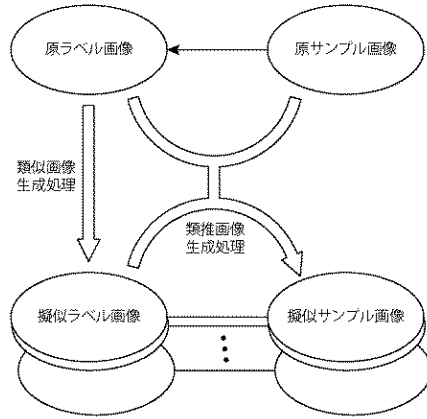 原ラベル画像
原サンプル画像
類似画像
生成処理
類推画像
生成処理
擬似ラベル画像
擬似サンプル画像